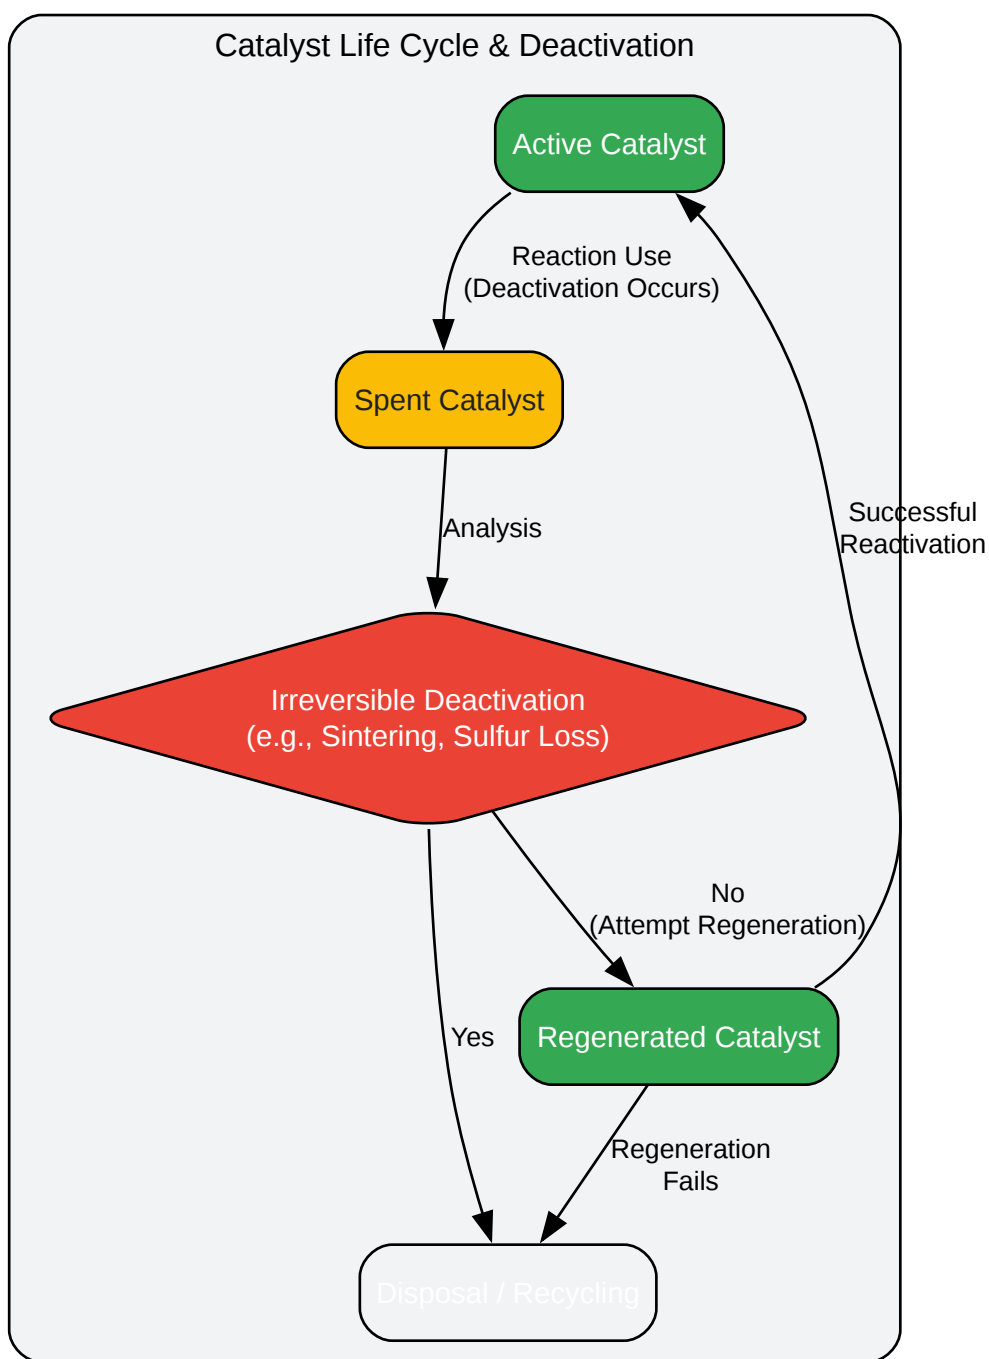 Catalyst Life Cycle & Deactivation
Active Catalyst
Reaction Use
(Deactivation Occurs)
Spent Catalyst
Analysis
Successful
Reactivation
Irreversible Deactivation
(e.g., Sintering, Sulfur Loss)
No
(Attempt Regeneration)
Yes
Regenerated Catalyst
Regeneration
Fails
Disposal / Recycling